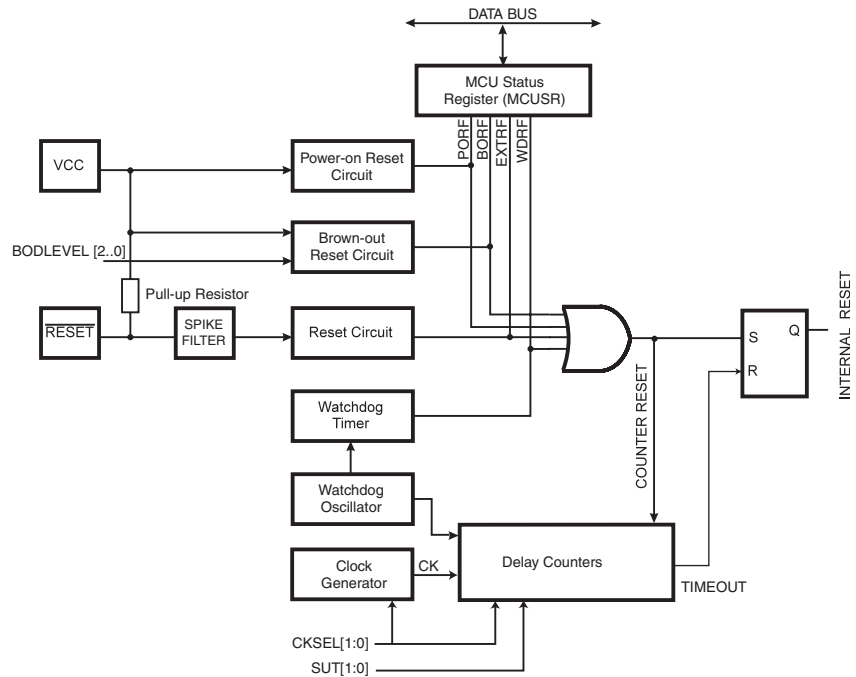 DATA BUS
MCU Status
Register (MCUSR)
PORF
BORF
EXTRF
WDRF
VCC
Power-on Reset
Circuit
Brown-out
Reset Circuit
BODLEVEL [2..0]
Pull-up Resistor
RESET
SPIKE
FILTER
Reset Circuit
S
Q
R
INTERNAL RESET
COUNTER RESET
Watchdog
Timer
Watchdog
Oscillator
Clock
Generator
CK
Delay Counters
TIMEOUT
CKSEL[1:0]
SUT[1:0]